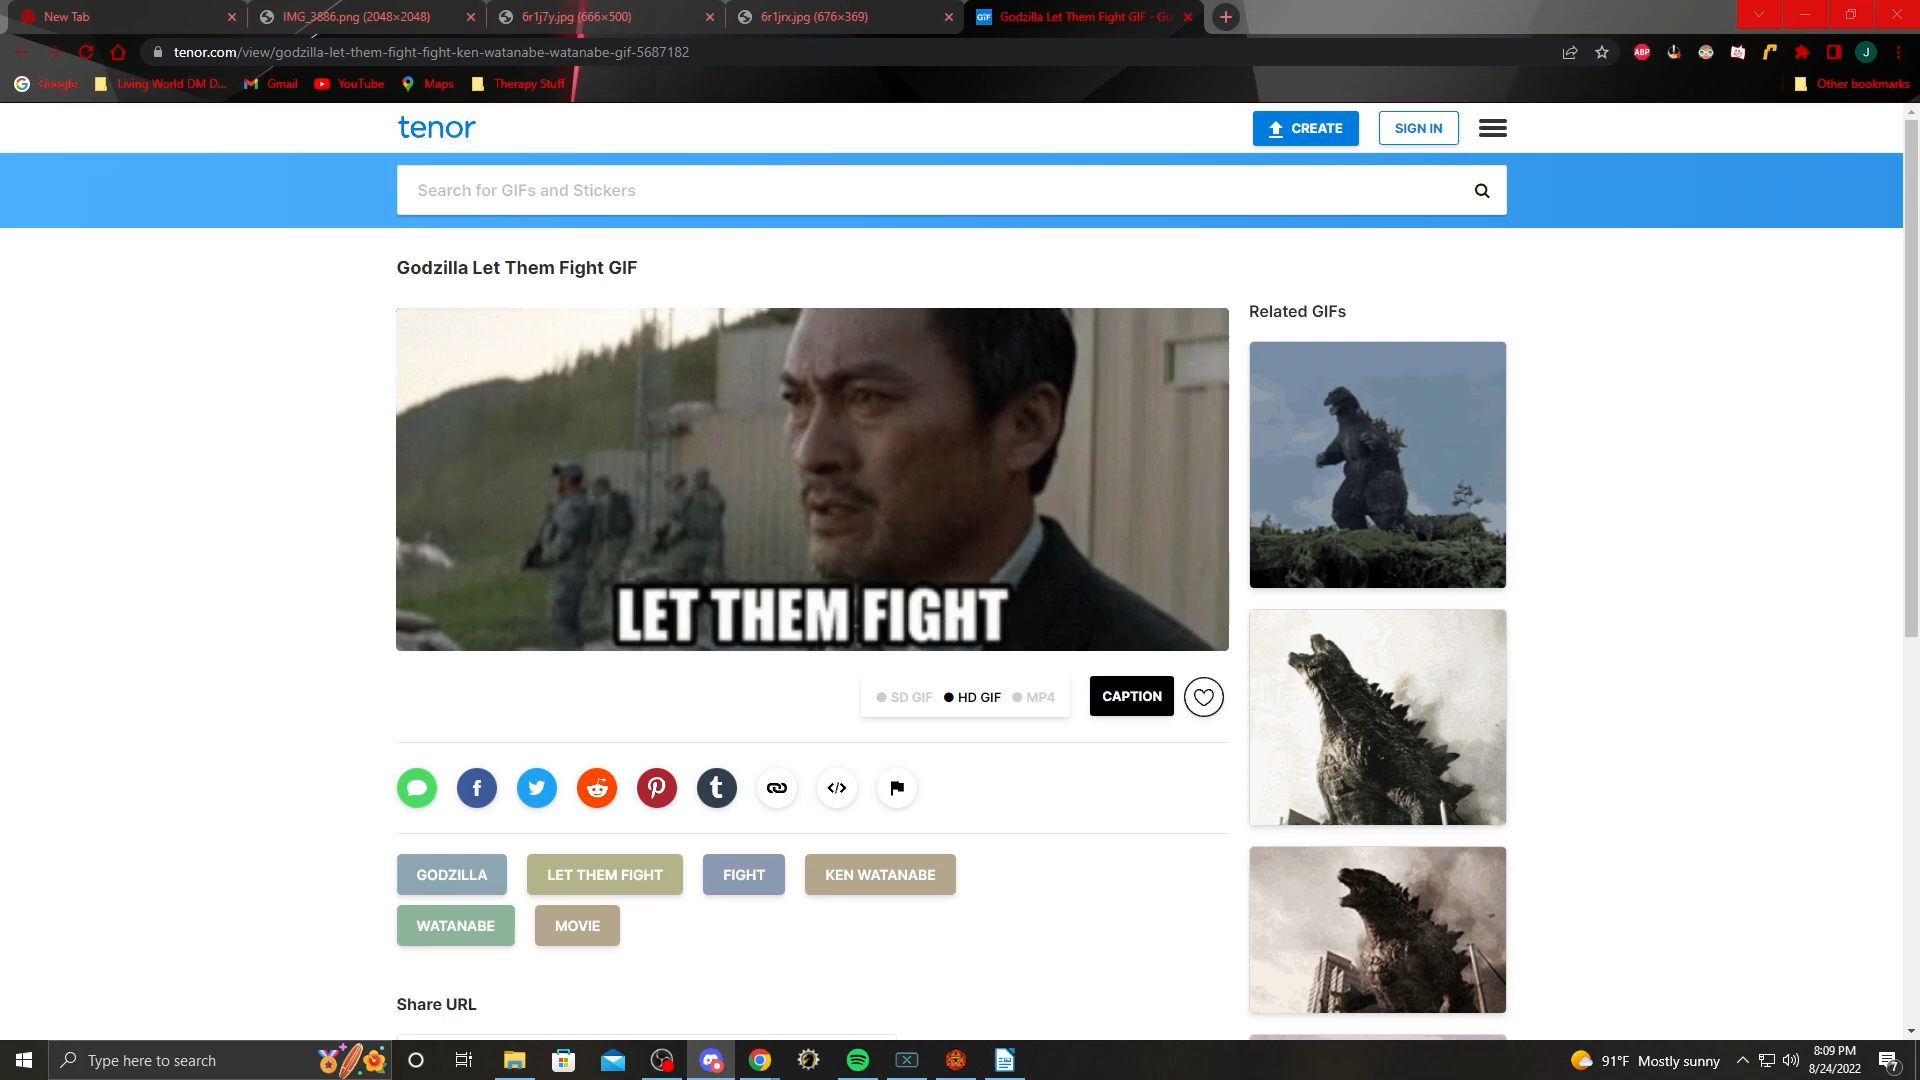 New Tab
IMG_3886.png (2048×2048)
6r1j7y.jpg (666×500)
6r1jrx.jpg (676×369)
GIF
Godzilla Let Them Fight GIF - Go
tenor.com/view/godzilla-let-them-fight-fight-ken-watanabe-watanabe-gif-5687182
ABP
J
Google
Living World DM D...
Gmail
YouTube
Maps
Therapy Stuff
Other bookmarks
tenor
CREATE
SIGN IN
Search for GIFs and Stickers
Godzilla Let Them Fight GIF
LET THEM FIGHT
Related GIFs
SD GIF
HD GIF
MP4
CAPTION
GODZILLA
LET THEM FIGHT
FIGHT
KEN WATANABE
WATANABE
MOVIE
Share URL
Type here to search
91°F Mostly sunny
8:09 PM
8/24/2022
7